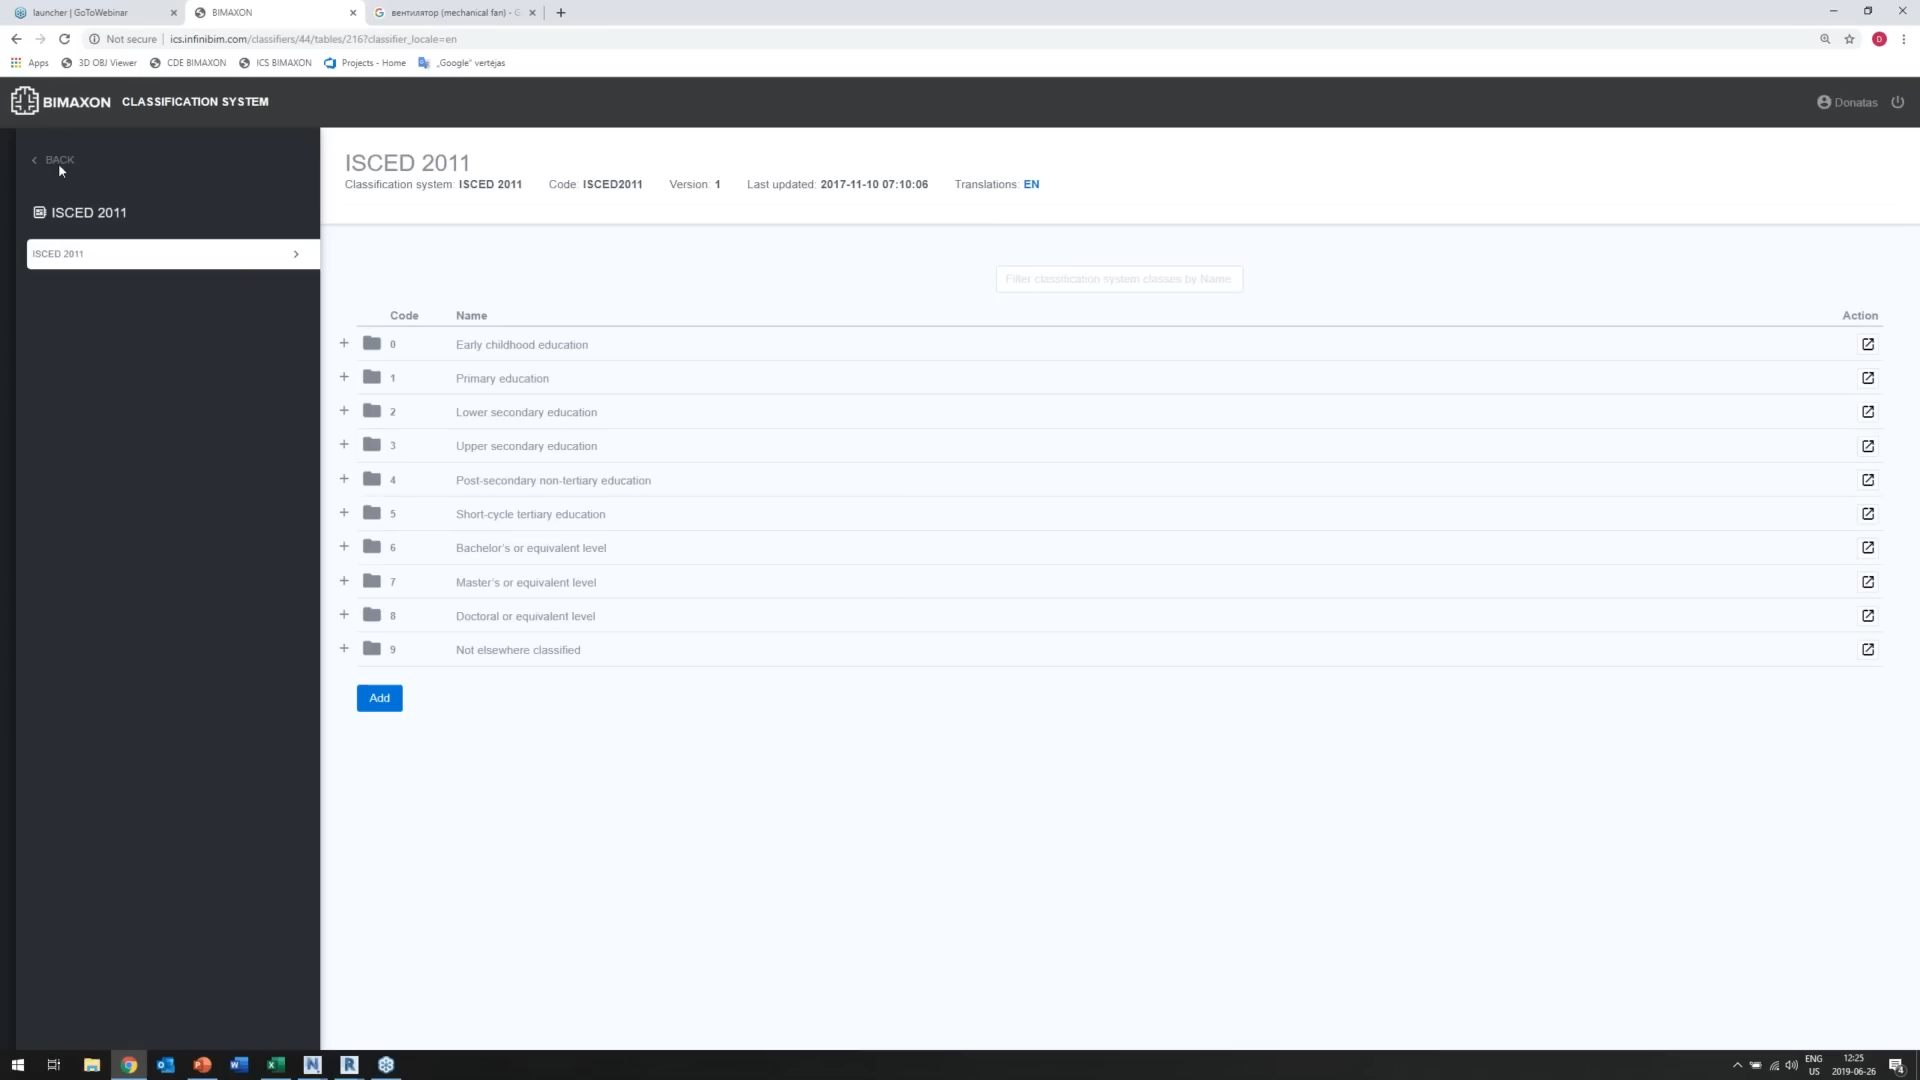 launcher | GoToWebinar
BIMAXON
вентилятор (mechanical fan) - G
Not secure
ics.infinibim.com/classifiers/44/tables/216?classifier_locale=en
D
Apps
3D OBJ Viewer
CDE BIMAXON
ICS BIMAXON
Projects - Home
„Google“ vertėjas
BIMAXON CLASSIFICATION SYSTEM
Donatas
BACK
ISCED 2011
ISCED 2011
ISCED 2011
Classification system: ISCED 2011 Code: ISCED2011 Version: 1 Last updated: 2017-11-10 07:10:06 Translations: EN
Filter classification system classes by Name
Code Name Action
0 Early childhood education
1 Primary education
2 Lower secondary education
3 Upper secondary education
4 Post-secondary non-tertiary education
5 Short-cycle tertiary education
6 Bachelor's or equivalent level
7 Master's or equivalent level
8 Doctoral or equivalent level
9 Not elsewhere classified
Add
ENG
US
12:25
2019-06-26
4